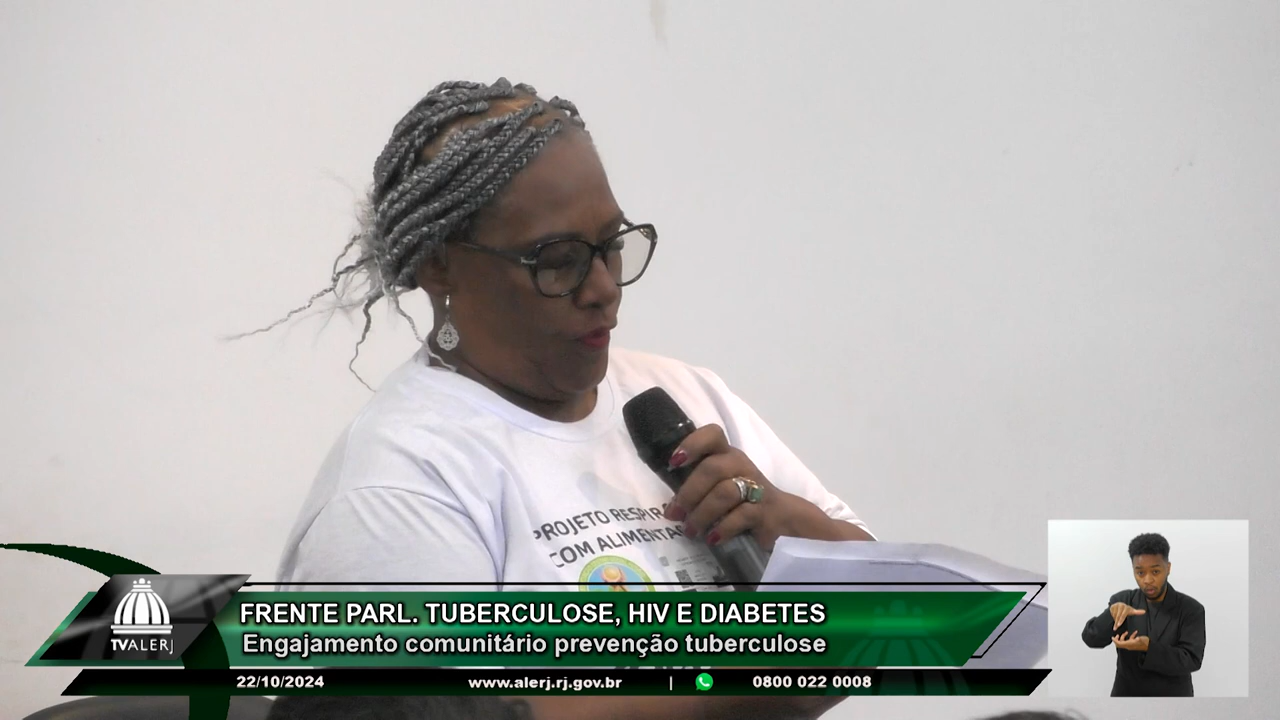 PROJETO RESPIRA
COM ALIMENTA
FRENTE PARL. TUBERCULOSE, HIV E DIABETES
Engajamento comunitário prevenção tuberculose
TVALERJ
22/10/2024 www.alerj.rj.gov.br | 0800 022 0008